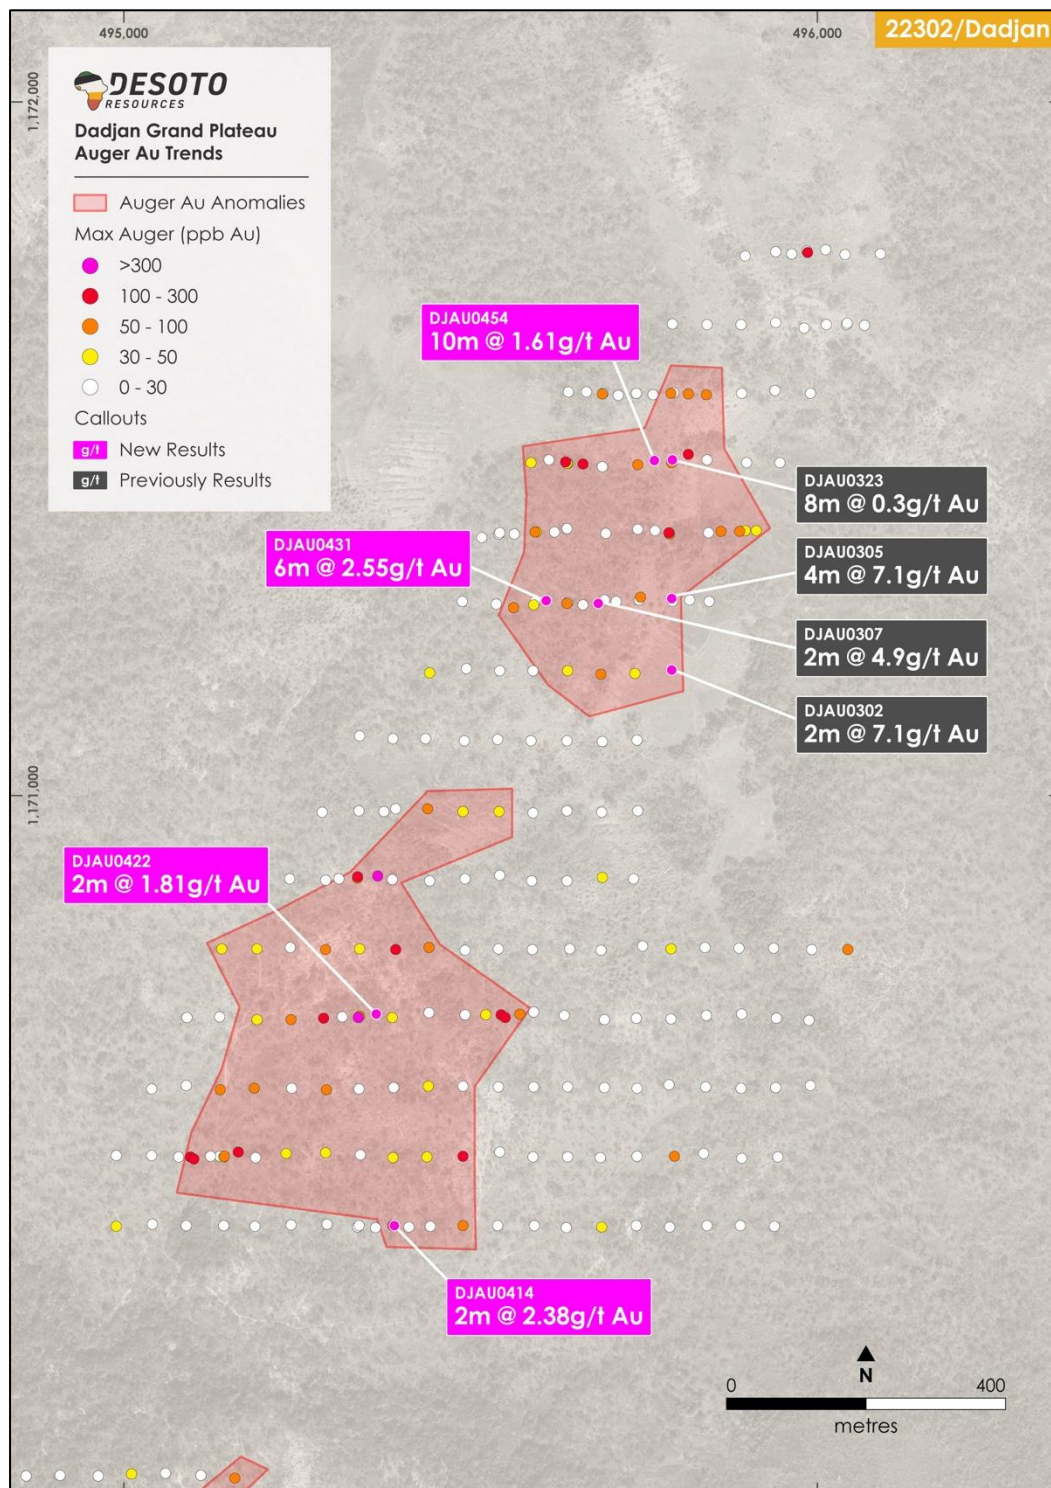 495,000
496,000
22302/Dadjan
1,172,000
DESOTO
RESOURCES
Dadjan Grand Plateau
Auger Au Trends
Auger Au Anomalies
Max Auger (ppb Au)
>300
100 - 300
50 - 100
30 - 50
0 - 30
Callouts
g/t New Results
g/t Previously Results
DJAU0454
10m @ 1.61g/t Au
DJAU0323
8m @ 0.3g/t Au
DJAU0431
6m @ 2.55g/t Au
DJAU0305
4m @ 7.1g/t Au
DJAU0307
2m @ 4.9g/t Au
DJAU0302
2m @ 7.1g/t Au
1,171,000
DJAU0422
2m @ 1.81g/t Au
DJAU0414
2m @ 2.38g/t Au
N
0 400
metres